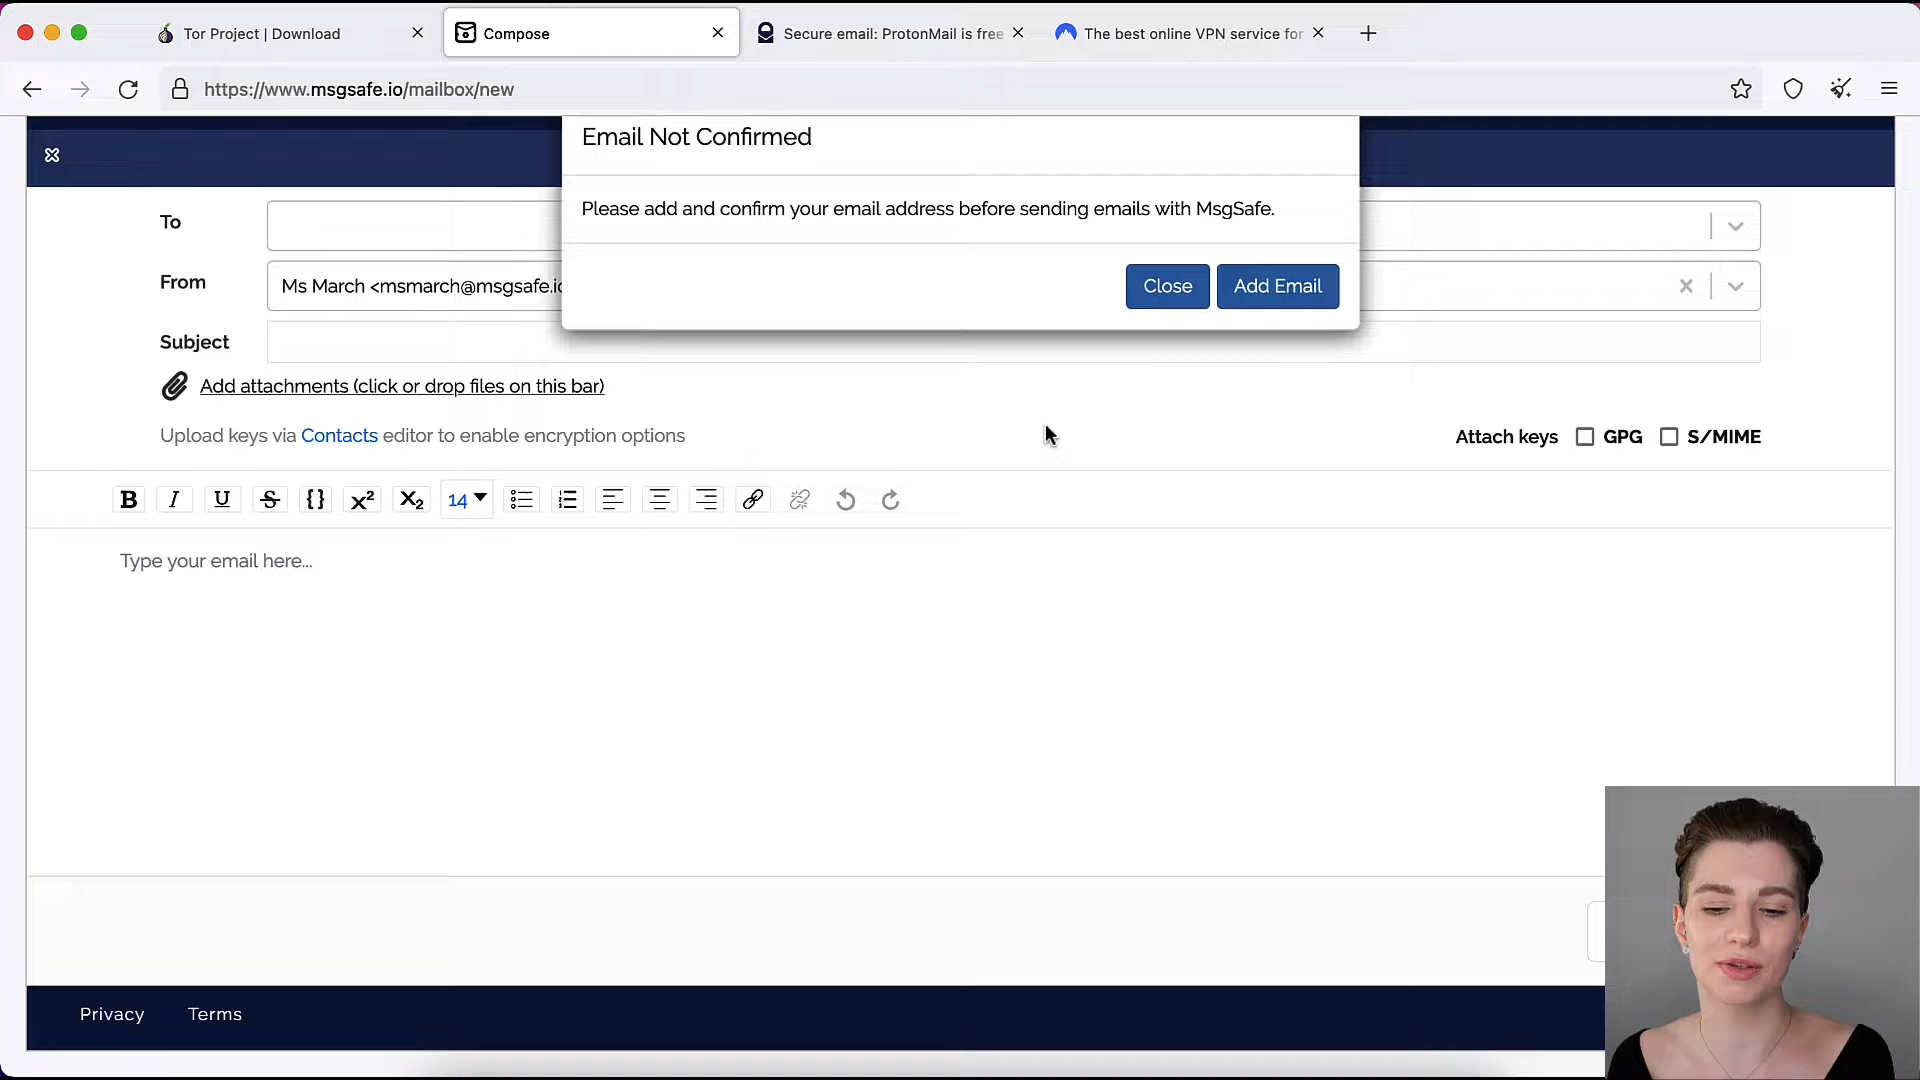 Tor Project | Download
Compose
Secure email: ProtonMail is free
The best online VPN service for
https://www.msgsafe.io/mailbox/new
Email Not Confirmed
Please add and confirm your email address before sending emails with MsgSafe.
Close
Add Email
To
From
Ms March <msmarch@msgsafe.io
Subject
Add attachments (click or drop files on this bar)
Upload keys via Contacts editor to enable encryption options
Attach keys GPG S/MIME
B I U S {} X² X₂ 14
Type your email here...
Privacy Terms